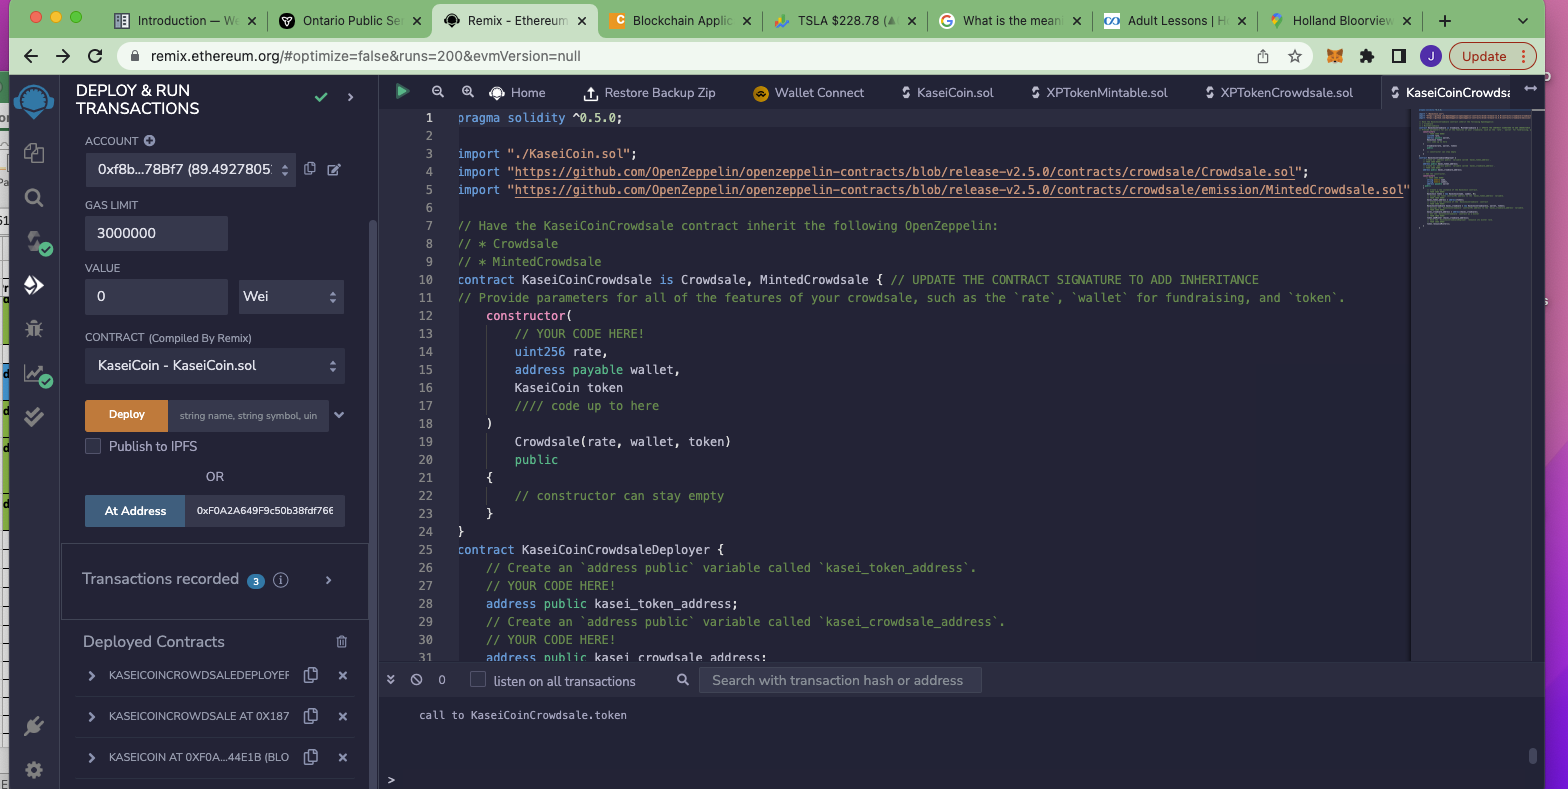 Introduction — We
Ontario Public Se
Remix - Ethereum
Blockchain Applic
TSLA $228.78 (
What is the mean
Adult Lessons | H
Holland Bloorview
remix.ethereum.org/#optimize=false&runs=200&evmVersion=null
J
Update
DEPLOY & RUN
TRANSACTIONS
ACCOUNT
0xf8b...78Bf7 (89.4927805
GAS LIMIT
3000000
VALUE
0
Wei
CONTRACT (Compiled By Remix)
KaseiCoin - KaseiCoin.sol
Deploy
string name, string symbol, uin
Publish to IPFS
OR
At Address
0xF0A2A649F9c50b38fdf766
Transactions recorded 3 i
Deployed Contracts
KASEICOINCROWDSALEDEPLOYER
KASEICOINCROWDSALE AT 0X187
KASEICOIN AT 0XF0A...44E1B (BLO
Home
Restore Backup Zip
Wallet Connect
KaseiCoin.sol
XPTokenMintable.sol
XPTokenCrowdsale.sol
KaseiCoinCrowdsa
1 pragma solidity ^0.5.0;
2
3 import "./KaseiCoin.sol";
4 import "https://github.com/OpenZeppelin/openzeppelin-contracts/blob/release-v2.5.0/contracts/crowdsale/Crowdsale.sol";
5 import "https://github.com/OpenZeppelin/openzeppelin-contracts/blob/release-v2.5.0/contracts/crowdsale/emission/MintedCrowdsale.sol"
6
7 // Have the KaseiCoinCrowdsale contract inherit the following OpenZeppelin:
8 // * Crowdsale
9 // * MintedCrowdsale
10 contract KaseiCoinCrowdsale is Crowdsale, MintedCrowdsale { // UPDATE THE CONTRACT SIGNATURE TO ADD INHERITANCE
11 // Provide parameters for all of the features of your crowdsale, such as the `rate`, `wallet` for fundraising, and `token`.
12 constructor(
13 // YOUR CODE HERE!
14 uint256 rate,
15 address payable wallet,
16 KaseiCoin token
17 //// code up to here
18 )
19 Crowdsale(rate, wallet, token)
20 public
21 {
22 // constructor can stay empty
23 }
24 }
25 contract KaseiCoinCrowdsaleDeployer {
26 // Create an `address public` variable called `kasei_token_address`.
27 // YOUR CODE HERE!
28 address public kasei_token_address;
29 // Create an `address public` variable called `kasei_crowdsale_address`.
30 // YOUR CODE HERE!
31 address public kasei_crowdsale_address;
0
listen on all transactions
Search with transaction hash or address
call to KaseiCoinCrowdsale.token
>